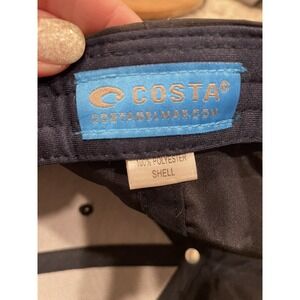 COSTA®
COSTADELMAR.COM
100% POLYESTER
SHELL